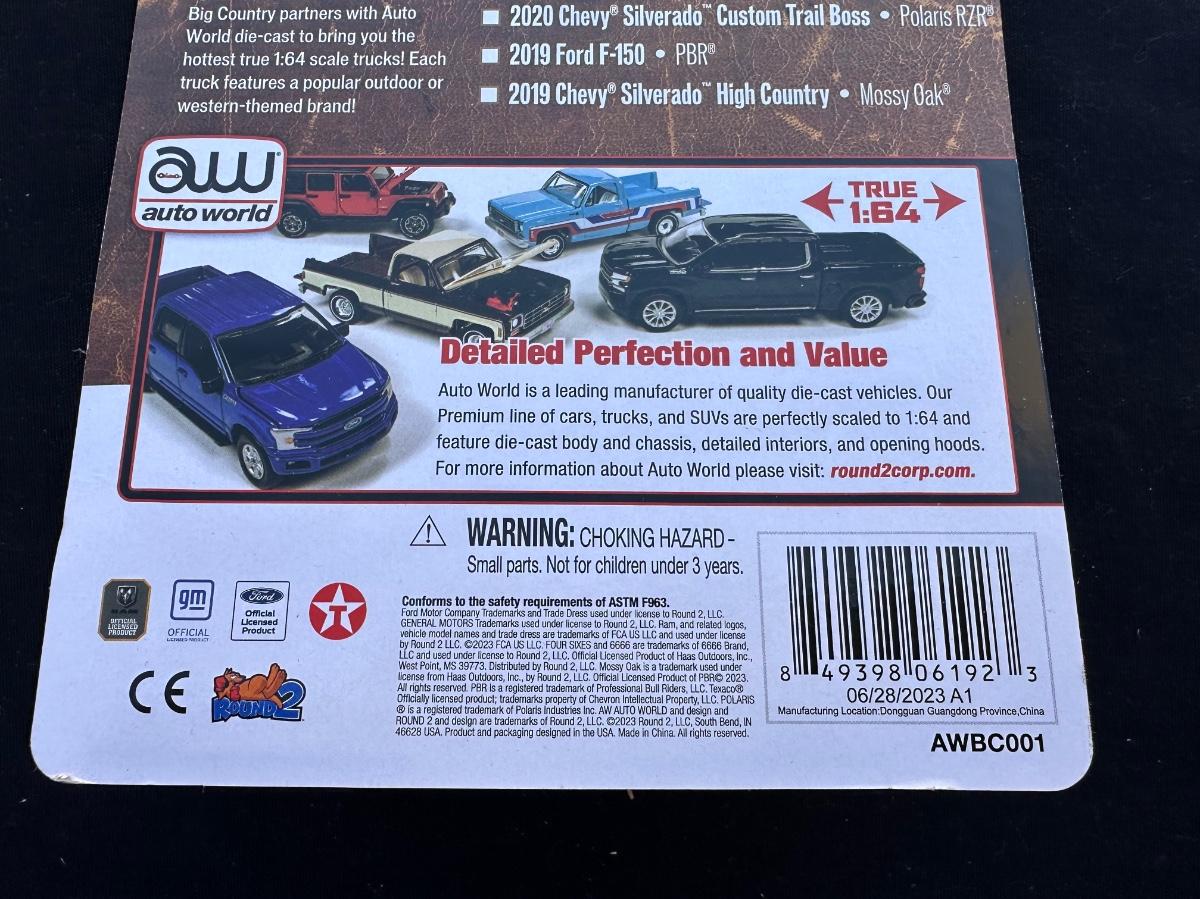 Big Country partners with Auto
World die-cast to bring you the
hottest true 1:64 scale trucks! Each
truck features a popular outdoor or
western-themed brand!
■ 2020 Chevy® Silverado™ Custom Trail Boss • Polaris RZR®
■ 2019 Ford F-150 • PBR®
■ 2019 Chevy® Silverado™ High Country • Mossy Oak®
aw®
auto world
TRUE
1:64
Ford
Detailed Perfection and Value
Auto World is a leading manufacturer of quality die-cast vehicles. Our
Premium line of cars, trucks, and SUVs are perfectly scaled to 1:64 and
feature die-cast body and chassis, detailed interiors, and opening hoods.
For more information about Auto World please visit: round2corp.com.
WARNING: CHOKING HAZARD –
Small parts. Not for children under 3 years.
RAM
OFFICIAL
LICENSED
PRODUCT
gm
OFFICIAL
LICENSED PRODUCT
Ford
Official
Licensed
Product
T
CE
ROUND 2
Conforms to the safety requirements of ASTM F963.
Ford Motor Company Trademarks and Trade Dress used under license to Round 2, LLC.
GENERAL MOTORS Trademarks used under license to Round 2, LLC. Ram, and related logos,
vehicle model names and trade dress are trademarks of FCA US LLC and used under license
by Round 2 LLC. ©2023 FCA US LLC. FOUR SIXES and 6666 are trademarks of 6666 Brand,
LLC and used under license to Round 2, LLC. Official Licensed Product of Haas Outdoors, Inc.,
West Point, MS 39773. Distributed by Round 2, LLC. Mossy Oak is a trademark used under
license from Haas Outdoors, Inc., by Round 2, LLC. Official Licensed Product of PBR© 2023.
All rights reserved. PBR is a registered trademark of Professional Bull Riders, LLC. Texaco®
Officially licensed product; trademarks property of Chevron Intellectual Property, LLC. POLARIS
® is a registered trademark of Polaris Industries Inc. AW AUTO WORLD and design and
ROUND 2 and design are trademarks of Round 2, LLC. ©2023 Round 2, LLC, South Bend, IN
46628 USA. Product and packaging designed in the USA. Made in China. All rights reserved.
8 49398 06192 3
06/28/2023 A1
Manufacturing Location:Dongguan Guangdong Province,China
AWBC001